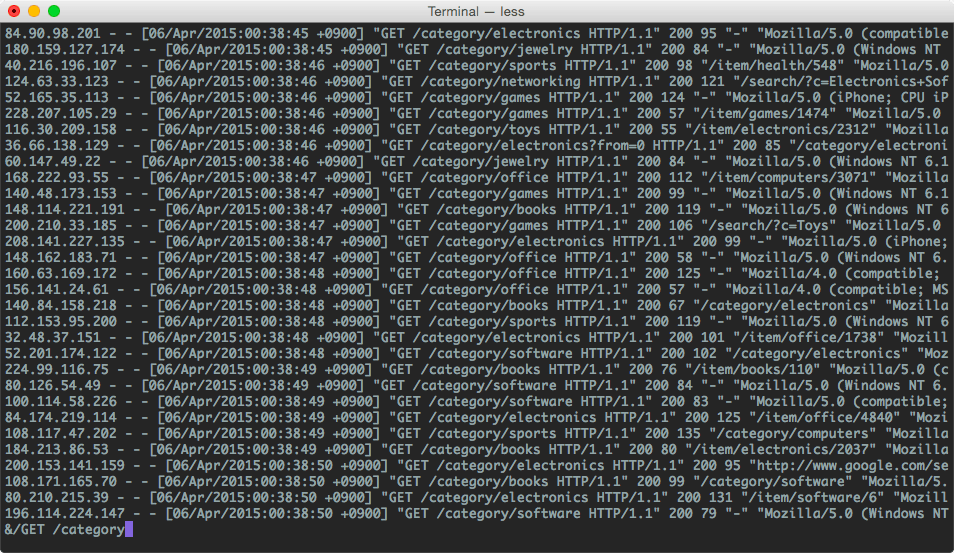 Terminal — less
84.90.98.201 - - [06/Apr/2015:00:38:45 +0900] "GET /category/electronics HTTP/1.1" 200 95 "-" "Mozilla/5.0 (compatible
180.159.127.174 - - [06/Apr/2015:00:38:45 +0900] "GET /category/jewelry HTTP/1.1" 200 84 "-" "Mozilla/5.0 (Windows NT
40.216.196.107 - - [06/Apr/2015:00:38:46 +0900] "GET /category/sports HTTP/1.1" 200 98 "/item/health/548" "Mozilla/5.0
124.63.33.123 - - [06/Apr/2015:00:38:46 +0900] "GET /category/networking HTTP/1.1" 200 121 "/search/?c=Electronics+Sof
52.165.35.113 - - [06/Apr/2015:00:38:46 +0900] "GET /category/games HTTP/1.1" 200 124 "-" "Mozilla/5.0 (iPhone; CPU iP
228.207.105.29 - - [06/Apr/2015:00:38:46 +0900] "GET /category/games HTTP/1.1" 200 57 "/item/games/1474" "Mozilla/5.0
116.30.209.158 - - [06/Apr/2015:00:38:46 +0900] "GET /category/toys HTTP/1.1" 200 55 "/item/electronics/2312" "Mozilla
36.66.138.129 - - [06/Apr/2015:00:38:46 +0900] "GET /category/electronics?from=0 HTTP/1.1" 200 85 "/category/electroni
60.147.49.22 - - [06/Apr/2015:00:38:46 +0900] "GET /category/jewelry HTTP/1.1" 200 84 "-" "Mozilla/5.0 (Windows NT 6.1
168.222.93.55 - - [06/Apr/2015:00:38:47 +0900] "GET /category/office HTTP/1.1" 200 112 "/item/computers/3071" "Mozilla
140.48.173.153 - - [06/Apr/2015:00:38:47 +0900] "GET /category/games HTTP/1.1" 200 99 "-" "Mozilla/5.0 (Windows NT 6.1
148.114.221.191 - - [06/Apr/2015:00:38:47 +0900] "GET /category/books HTTP/1.1" 200 119 "-" "Mozilla/5.0 (Windows NT 6
200.210.33.185 - - [06/Apr/2015:00:38:47 +0900] "GET /category/games HTTP/1.1" 200 106 "/search/?c=Toys" "Mozilla/5.0
208.141.227.135 - - [06/Apr/2015:00:38:47 +0900] "GET /category/electronics HTTP/1.1" 200 99 "-" "Mozilla/5.0 (iPhone;
148.162.183.71 - - [06/Apr/2015:00:38:47 +0900] "GET /category/office HTTP/1.1" 200 58 "-" "Mozilla/5.0 (Windows NT 6.
160.63.169.172 - - [06/Apr/2015:00:38:48 +0900] "GET /category/office HTTP/1.1" 200 125 "-" "Mozilla/4.0 (compatible;
156.141.24.61 - - [06/Apr/2015:00:38:48 +0900] "GET /category/office HTTP/1.1" 200 57 "-" "Mozilla/4.0 (compatible; MS
140.84.158.218 - - [06/Apr/2015:00:38:48 +0900] "GET /category/books HTTP/1.1" 200 67 "/category/electronics" "Mozilla
112.153.95.200 - - [06/Apr/2015:00:38:48 +0900] "GET /category/sports HTTP/1.1" 200 119 "-" "Mozilla/5.0 (Windows NT 6
32.48.37.151 - - [06/Apr/2015:00:38:48 +0900] "GET /category/electronics HTTP/1.1" 200 101 "/item/office/1738" "Mozill
52.201.174.122 - - [06/Apr/2015:00:38:49 +0900] "GET /category/software HTTP/1.1" 200 102 "/category/electronics" "Moz
224.99.116.75 - - [06/Apr/2015:00:38:49 +0900] "GET /category/books HTTP/1.1" 200 76 "/item/books/110" "Mozilla/5.0 (c
80.126.54.49 - - [06/Apr/2015:00:38:49 +0900] "GET /category/software HTTP/1.1" 200 84 "-" "Mozilla/5.0 (Windows NT 6.
100.114.58.226 - - [06/Apr/2015:00:38:49 +0900] "GET /category/software HTTP/1.1" 200 83 "-" "Mozilla/5.0 (compatible;
84.174.219.114 - - [06/Apr/2015:00:38:49 +0900] "GET /category/electronics HTTP/1.1" 200 125 "/item/office/4840" "Mozi
108.117.47.202 - - [06/Apr/2015:00:38:49 +0900] "GET /category/sports HTTP/1.1" 200 135 "/category/computers" "Mozilla
184.213.86.53 - - [06/Apr/2015:00:38:49 +0900] "GET /category/books HTTP/1.1" 200 80 "/item/electronics/2037" "Mozilla
200.153.141.159 - - [06/Apr/2015:00:38:50 +0900] "GET /category/electronics HTTP/1.1" 200 95 "http://www.google.com/se
108.171.165.70 - - [06/Apr/2015:00:38:50 +0900] "GET /category/books HTTP/1.1" 200 99 "/category/software" "Mozilla/5.
80.210.215.39 - - [06/Apr/2015:00:38:50 +0900] "GET /category/electronics HTTP/1.1" 200 131 "/item/software/6" "Mozill
196.114.224.147 - - [06/Apr/2015:00:38:50 +0900] "GET /category/software HTTP/1.1" 200 79 "-" "Mozilla/5.0 (Windows NT
&/GET /category